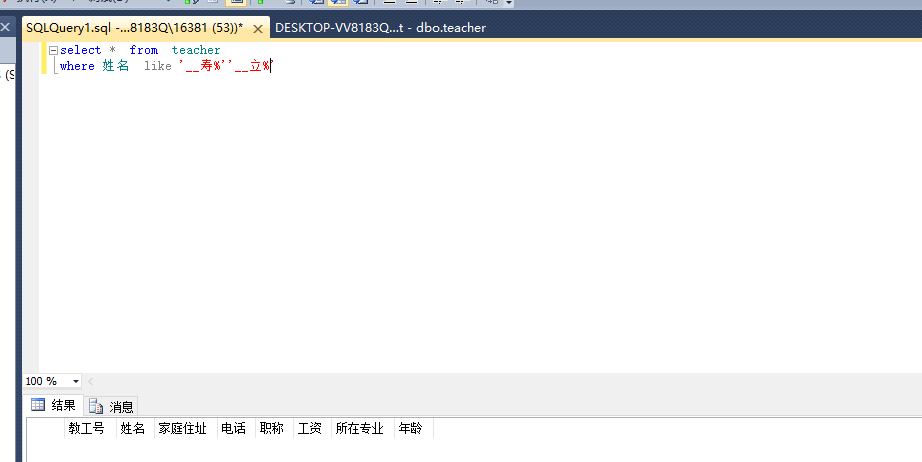 SQLQuery1.sql -...8183Q\16381 (53))* DESKTOP-VV8183Q...t - dbo.teacher
select * from teacher
where 姓名 like '__寿%''__立%'
100 %
结果 消息
教工号 姓名 家庭住址 电话 职称 工资 所在专业 年龄